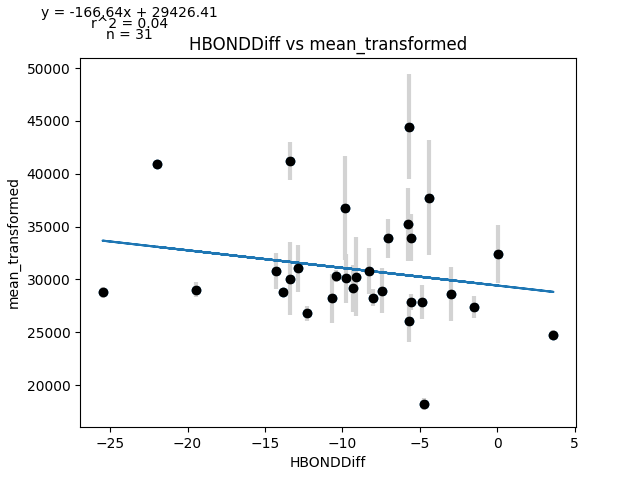 y = -166.64x + 29426.41
r^2 = 0.04
n = 31
HBONDDiff vs mean_transformed
50000
45000
40000
35000
30000
25000
20000
mean_transformed
−25
−20
−15
−10
−5
0
5
HBONDDiff